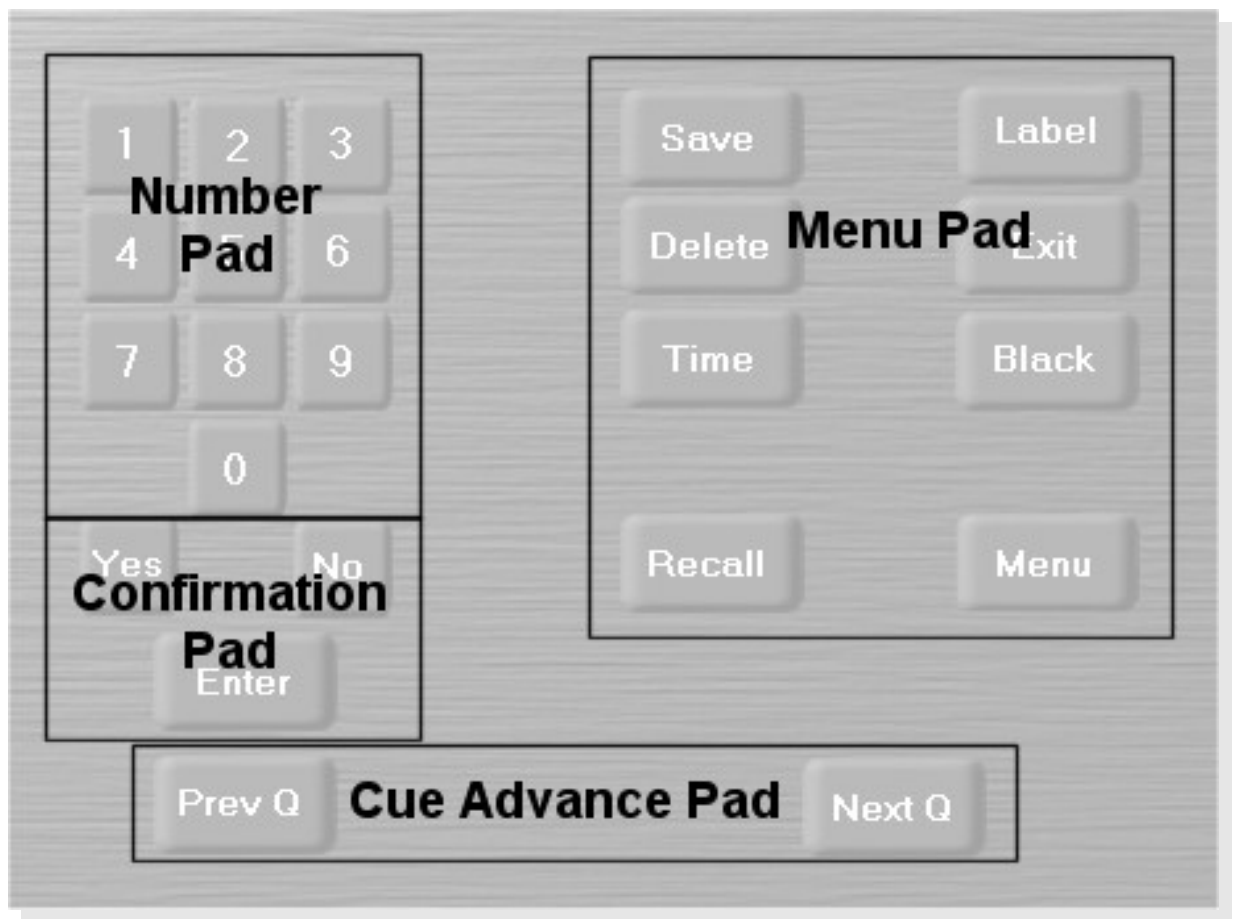 1 2 3
Number
4 Pad 6
7 8 9
0
Yes No
Confirmation
Pad
Enter
Save Label
Delete Menu Pad Exit
Time Black
Recall Menu
Prev Q Cue Advance Pad Next Q